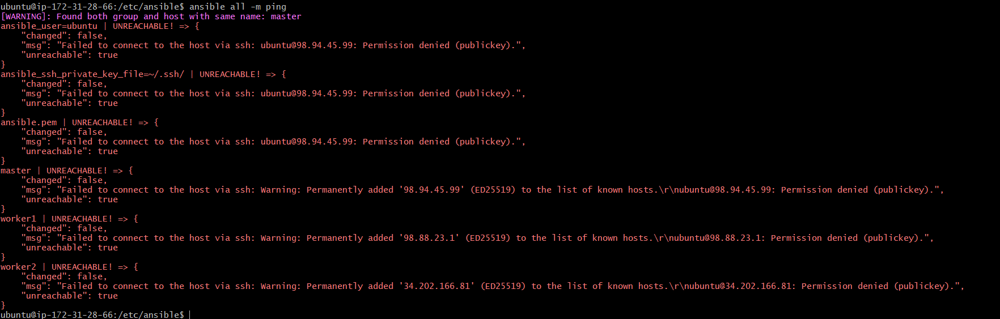 ubuntu@ip-172-31-28-66:/etc/ansible$ ansible all -m ping
[WARNING]: Found both group and host with same name: master
ansible_user=ubuntu | UNREACHABLE! => {
    "changed": false,
    "msg": "Failed to connect to the host via ssh: ubuntu@98.94.45.99: Permission denied (publickey).",
    "unreachable": true
}
ansible_ssh_private_key_file=~/.ssh/ | UNREACHABLE! => {
    "changed": false,
    "msg": "Failed to connect to the host via ssh: ubuntu@98.94.45.99: Permission denied (publickey).",
    "unreachable": true
}
ansible.pem | UNREACHABLE! => {
    "changed": false,
    "msg": "Failed to connect to the host via ssh: ubuntu@98.94.45.99: Permission denied (publickey).",
    "unreachable": true
}
master | UNREACHABLE! => {
    "changed": false,
    "msg": "Failed to connect to the host via ssh: Warning: Permanently added '98.94.45.99' (ED25519) to the list of known hosts.\r\nubuntu@98.94.45.99: Permission denied (publickey).",
    "unreachable": true
}
worker1 | UNREACHABLE! => {
    "changed": false,
    "msg": "Failed to connect to the host via ssh: Warning: Permanently added '98.88.23.1' (ED25519) to the list of known hosts.\r\nubuntu@98.88.23.1: Permission denied (publickey).",
    "unreachable": true
}
worker2 | UNREACHABLE! => {
    "changed": false,
    "msg": "Failed to connect to the host via ssh: Warning: Permanently added '34.202.166.81' (ED25519) to the list of known hosts.\r\nubuntu@34.202.166.81: Permission denied (publickey).",
    "unreachable": true
}
ubuntu@ip-172-31-28-66:/etc/ansible$